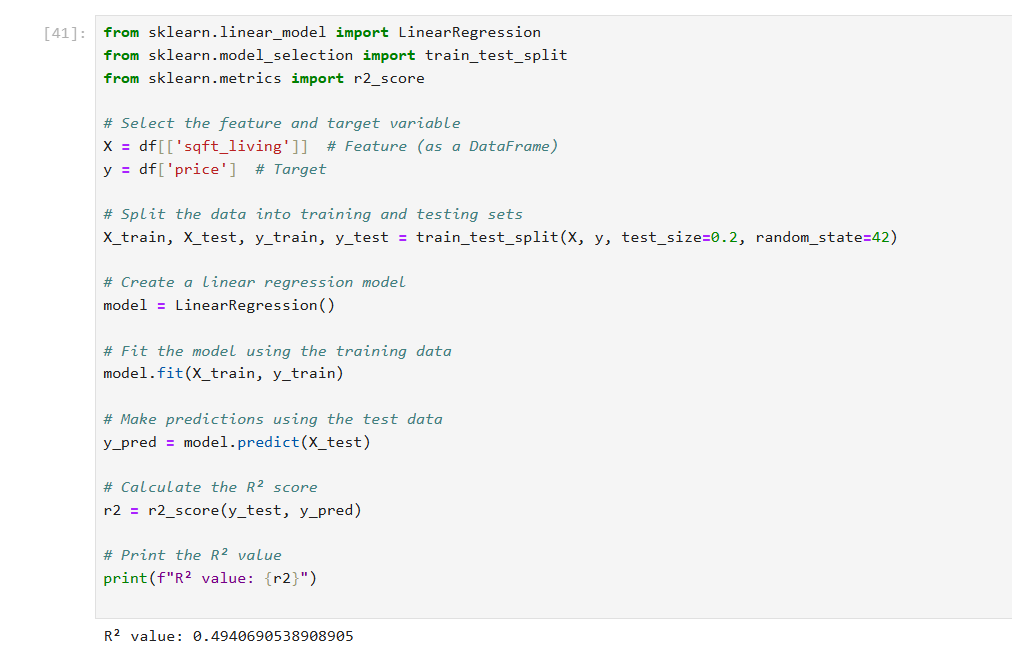 [41]: from sklearn.linear_model import LinearRegression
from sklearn.model_selection import train_test_split
from sklearn.metrics import r2_score
# Select the feature and target variable
X = df[['sqft_living']]  # Feature (as a DataFrame)
y = df['price']  # Target
# Split the data into training and testing sets
X_train, X_test, y_train, y_test = train_test_split(X, y, test_size=0.2, random_state=42)
# Create a linear regression model
model = LinearRegression()
# Fit the model using the training data
model.fit(X_train, y_train)
# Make predictions using the test data
y_pred = model.predict(X_test)
# Calculate the R² score
r2 = r2_score(y_test, y_pred)
# Print the R² value
print(f"R² value: {r2}")
R² value: 0.4940690538908905